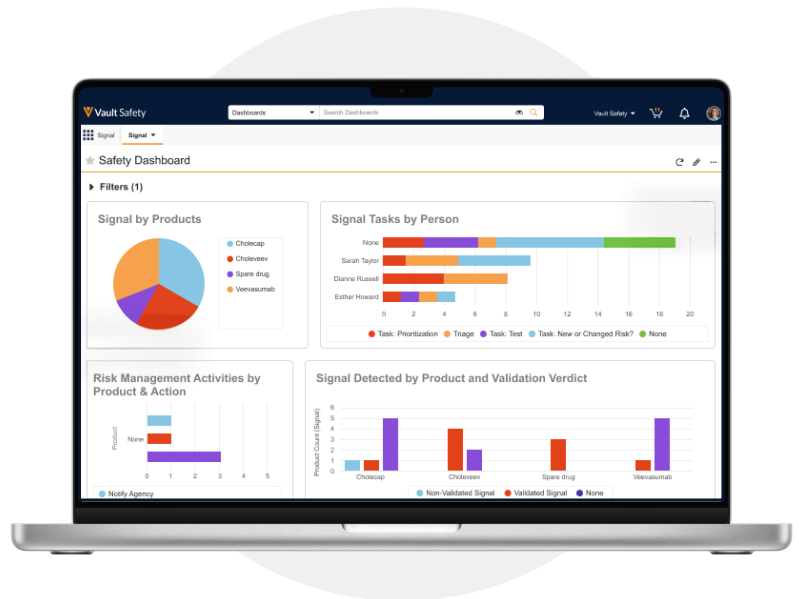 Vault Safety
Dashboards
Search Dashboards
Vault Safety
Signal
Signal
Safety Dashboard
Filters (1)
Signal by Products
Cholecap
Choleveev
Spare drug
Veevasumab
Signal Tasks by Person
None
Sarah Taylor
Dianne Russell
Esther Howard
0 2 4 6 8 10 12 14 16 18 20
Task: Prioritization Triage Task: Test Task: New or Changed Risk? None
Risk Management Activities by
Product & Action
Product
None
0 1 2 3 4 5
Notify Agency
Signal Detected by Product and Validation Verdict
Product Count (Signal)
6
5
4
3
2
1
0
Cholecap Choleveev Spare drug Veevasumab
Non-Validated Signal Validated Signal None